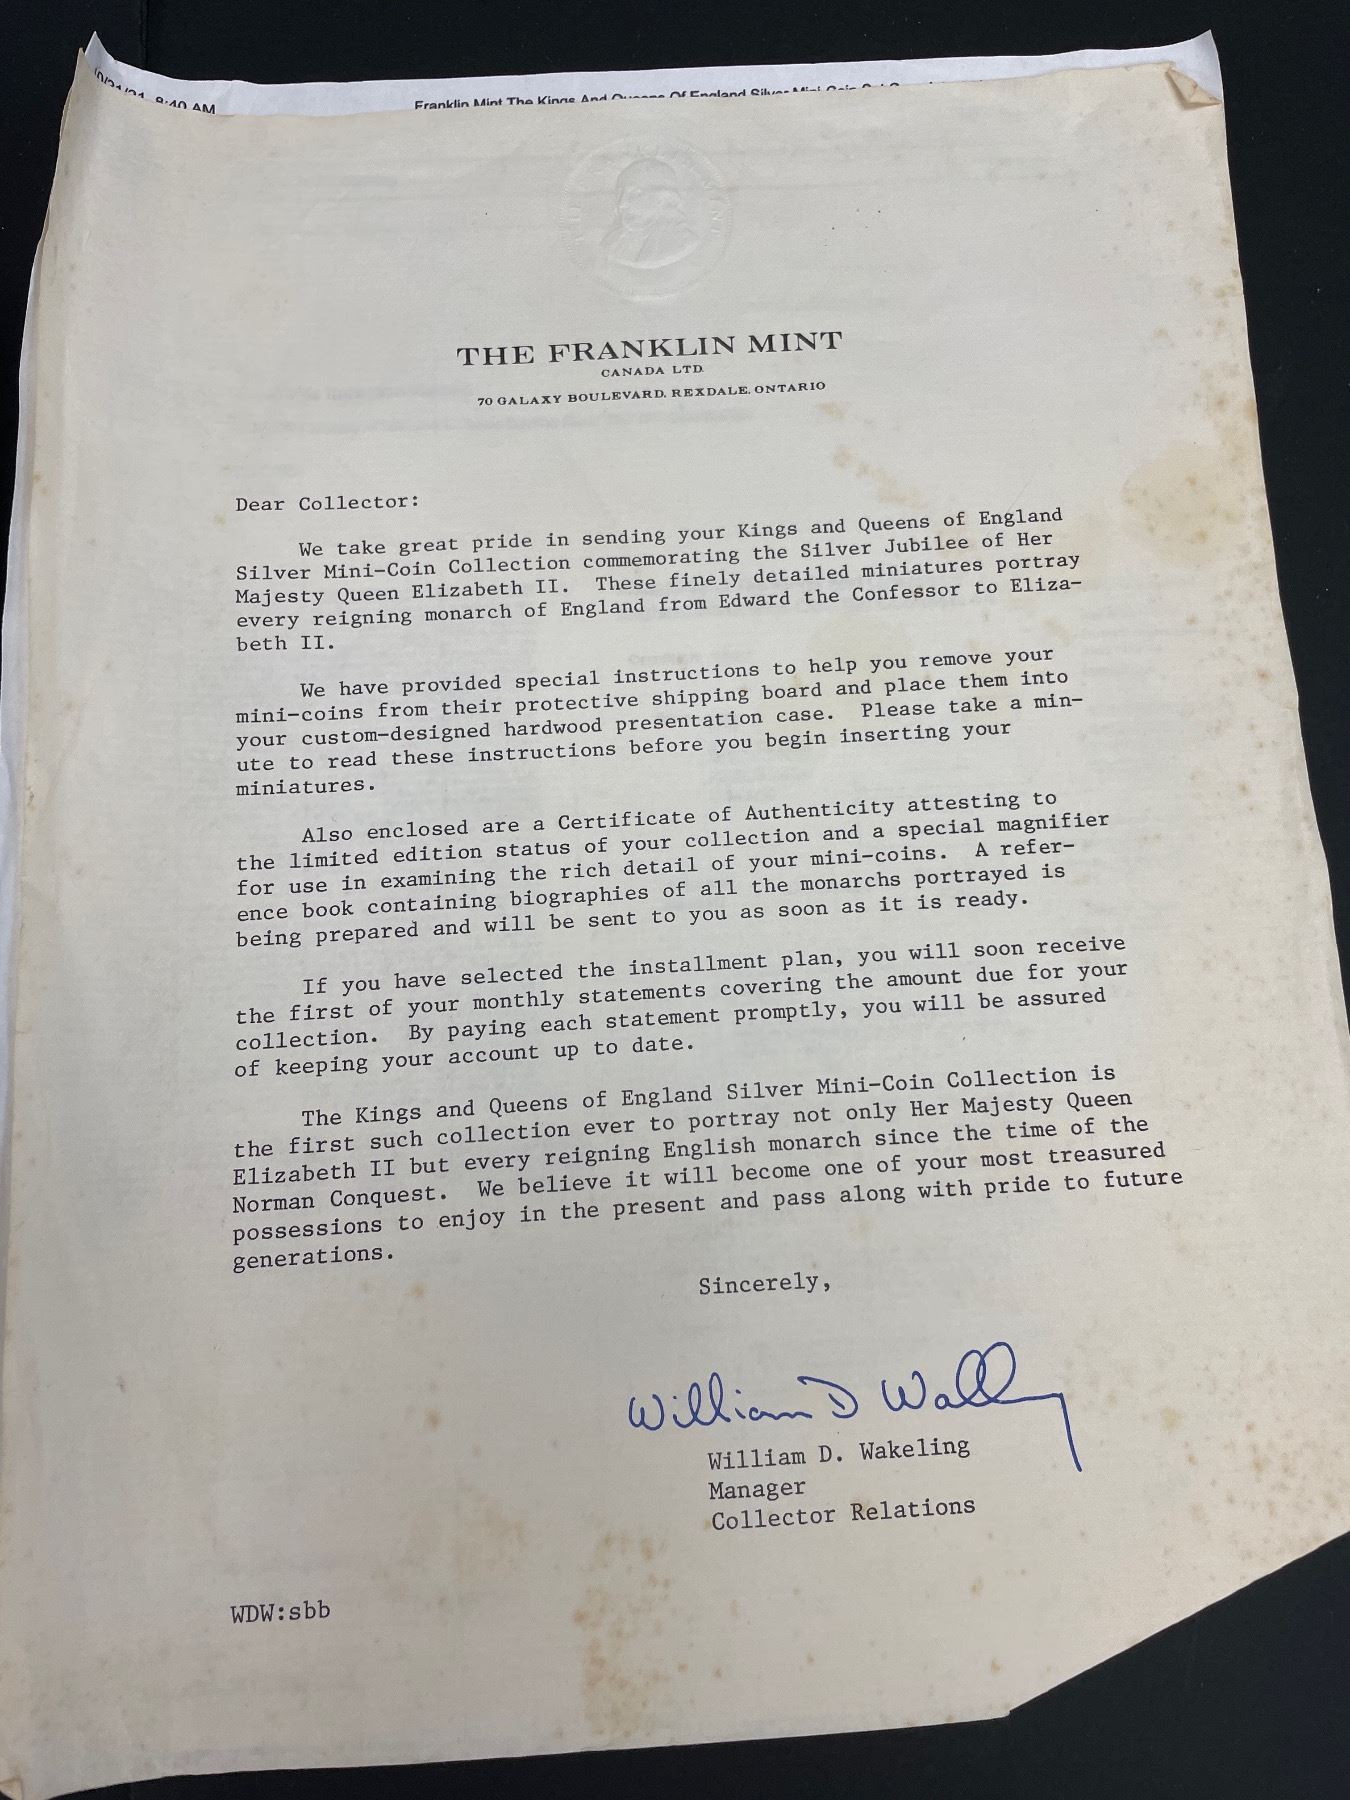 8:40 AM
Franklin Mint The Kings And Queens Of England Silver Mini Coin
THE FRANKLIN MINT
CANADA LTD.
70 GALAXY BOULEVARD, REXDALE, ONTARIO
Dear Collector:
We take great pride in sending your Kings and Queens of England
Silver Mini-Coin Collection commemorating the Silver Jubilee of Her
Majesty Queen Elizabeth II. These finely detailed miniatures portray
every reigning monarch of England from Edward the Confessor to Eliza-
beth II.
We have provided special instructions to help you remove your
mini-coins from their protective shipping board and place them into
your custom-designed hardwood presentation case. Please take a min-
ute to read these instructions before you begin inserting your
miniatures.
Also enclosed are a Certificate of Authenticity attesting to
the limited edition status of your collection and a special magnifier
for use in examining the rich detail of your mini-coins. A refer-
ence book containing biographies of all the monarchs portrayed is
being prepared and will be sent to you as soon as it is ready.
If you have selected the installment plan, you will soon receive
the first of your monthly statements covering the amount due for your
collection. By paying each statement promptly, you will be assured
of keeping your account up to date.
The Kings and Queens of England Silver Mini-Coin Collection is
the first such collection ever to portray not only Her Majesty Queen
Elizabeth II but every reigning English monarch since the time of the
Norman Conquest. We believe it will become one of your most treasured
possessions to enjoy in the present and pass along with pride to future
generations.
Sincerely,
William D
William D. Wakeling
Manager
Collector Relations
WDW:sbb